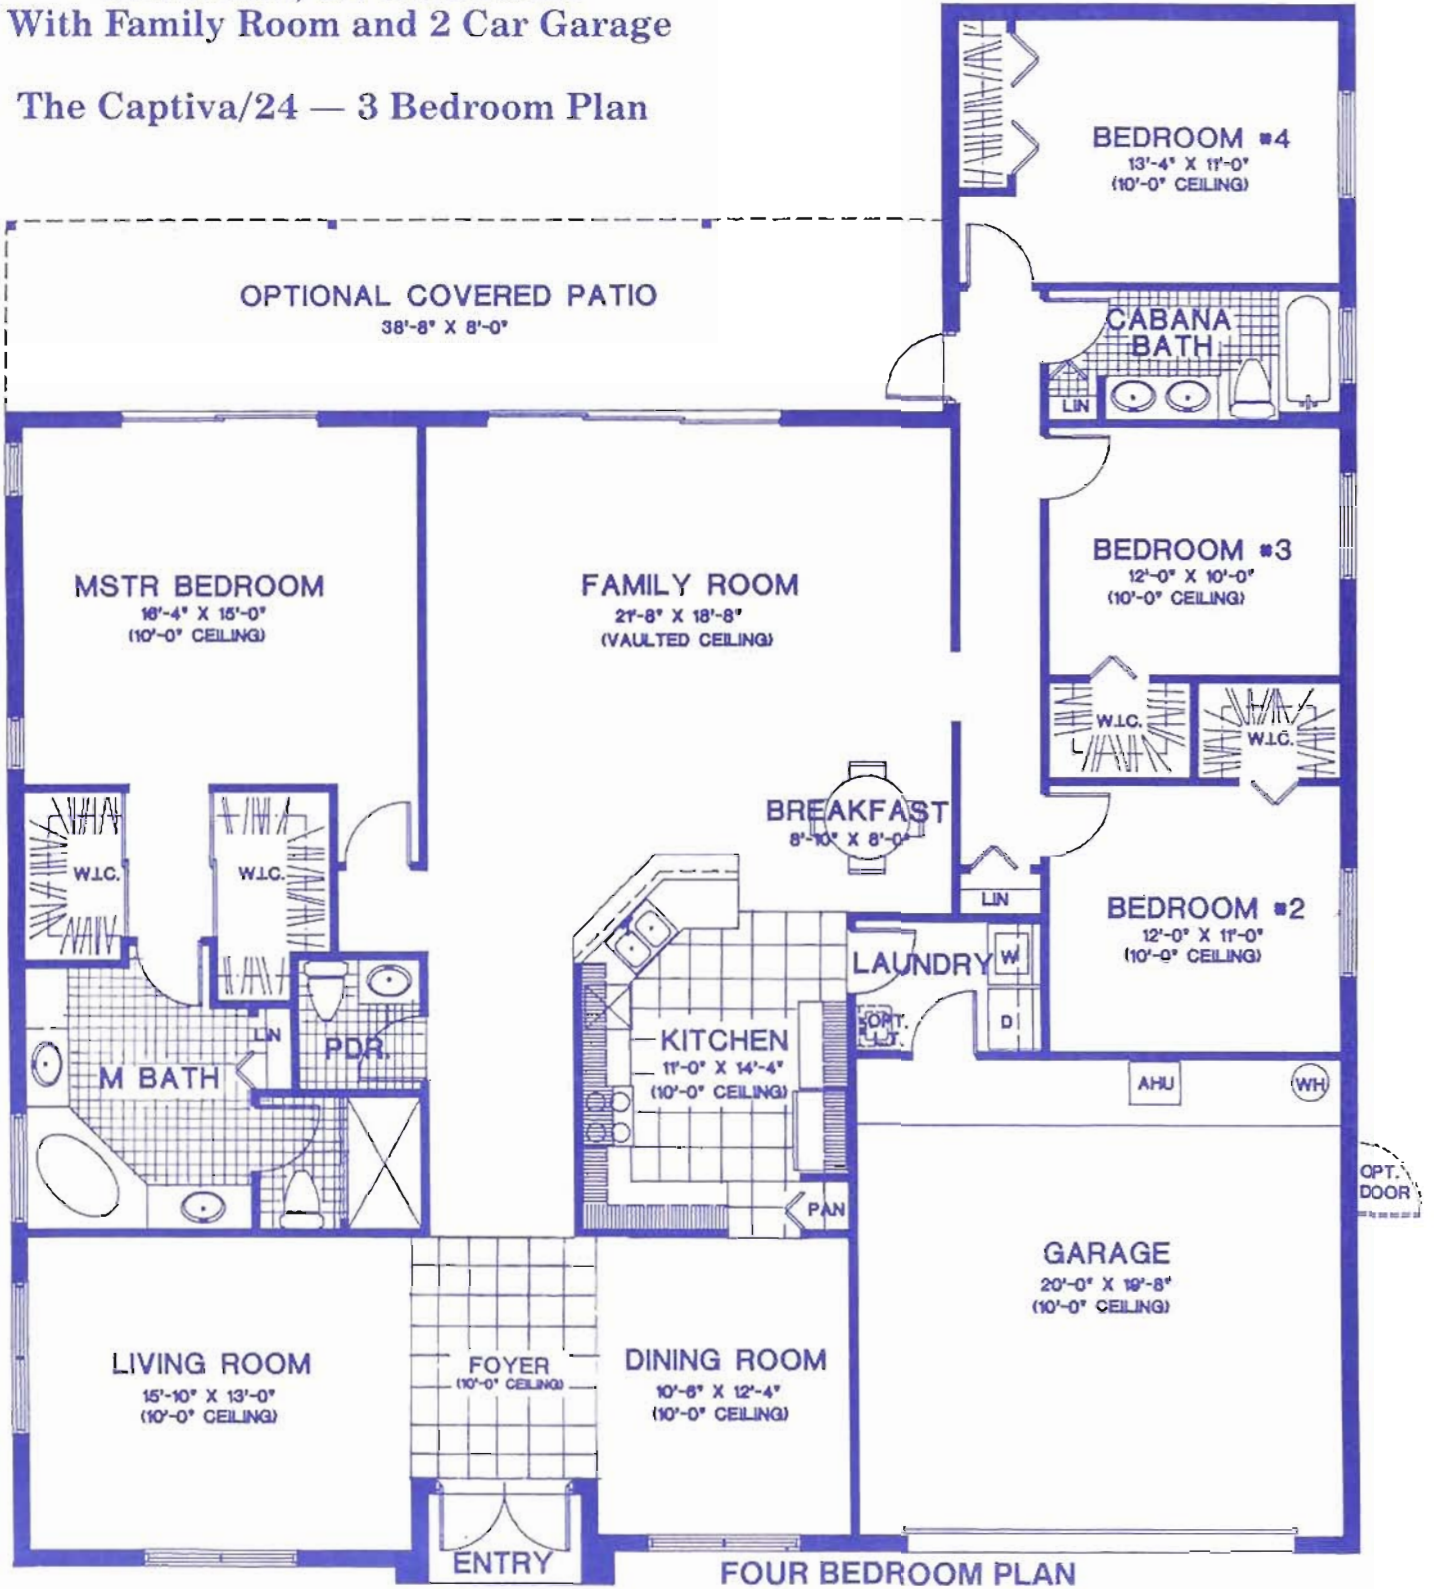 With Family Room and 2 Car Garage
The Captiva/24 — 3 Bedroom Plan
BEDROOM #4
13'-4" X 11'-0"
(10'-0" CEILING)
OPTIONAL COVERED PATIO
38'-8" X 8'-0"
CABANA
BATH
LIN
MSTR BEDROOM
16'-4" X 15'-0"
(10'-0" CEILING)
FAMILY ROOM
21'-8" X 18'-8"
(VAULTED CEILING)
BEDROOM #3
12'-0" X 10'-0"
(10'-0" CEILING)
W.I.C.
W.I.C.
BREAKFAST
8'-10" X 8'-0"
W.I.C.
W.I.C.
LIN
BEDROOM #2
12'-0" X 11'-0"
(10'-0" CEILING)
LAUNDRY
W
D
OPT.
L.T.
LIN
PDR.
M BATH
KITCHEN
11'-0" X 14'-4"
(10'-0" CEILING)
AHU
WH
OPT.
DOOR
PAN
GARAGE
20'-0" X 19'-8"
(10'-0" CEILING)
LIVING ROOM
15'-10" X 13'-0"
(10'-0" CEILING)
FOYER
(10'-0" CEILING)
DINING ROOM
10'-6" X 12'-4"
(10'-0" CEILING)
ENTRY
FOUR BEDROOM PLAN